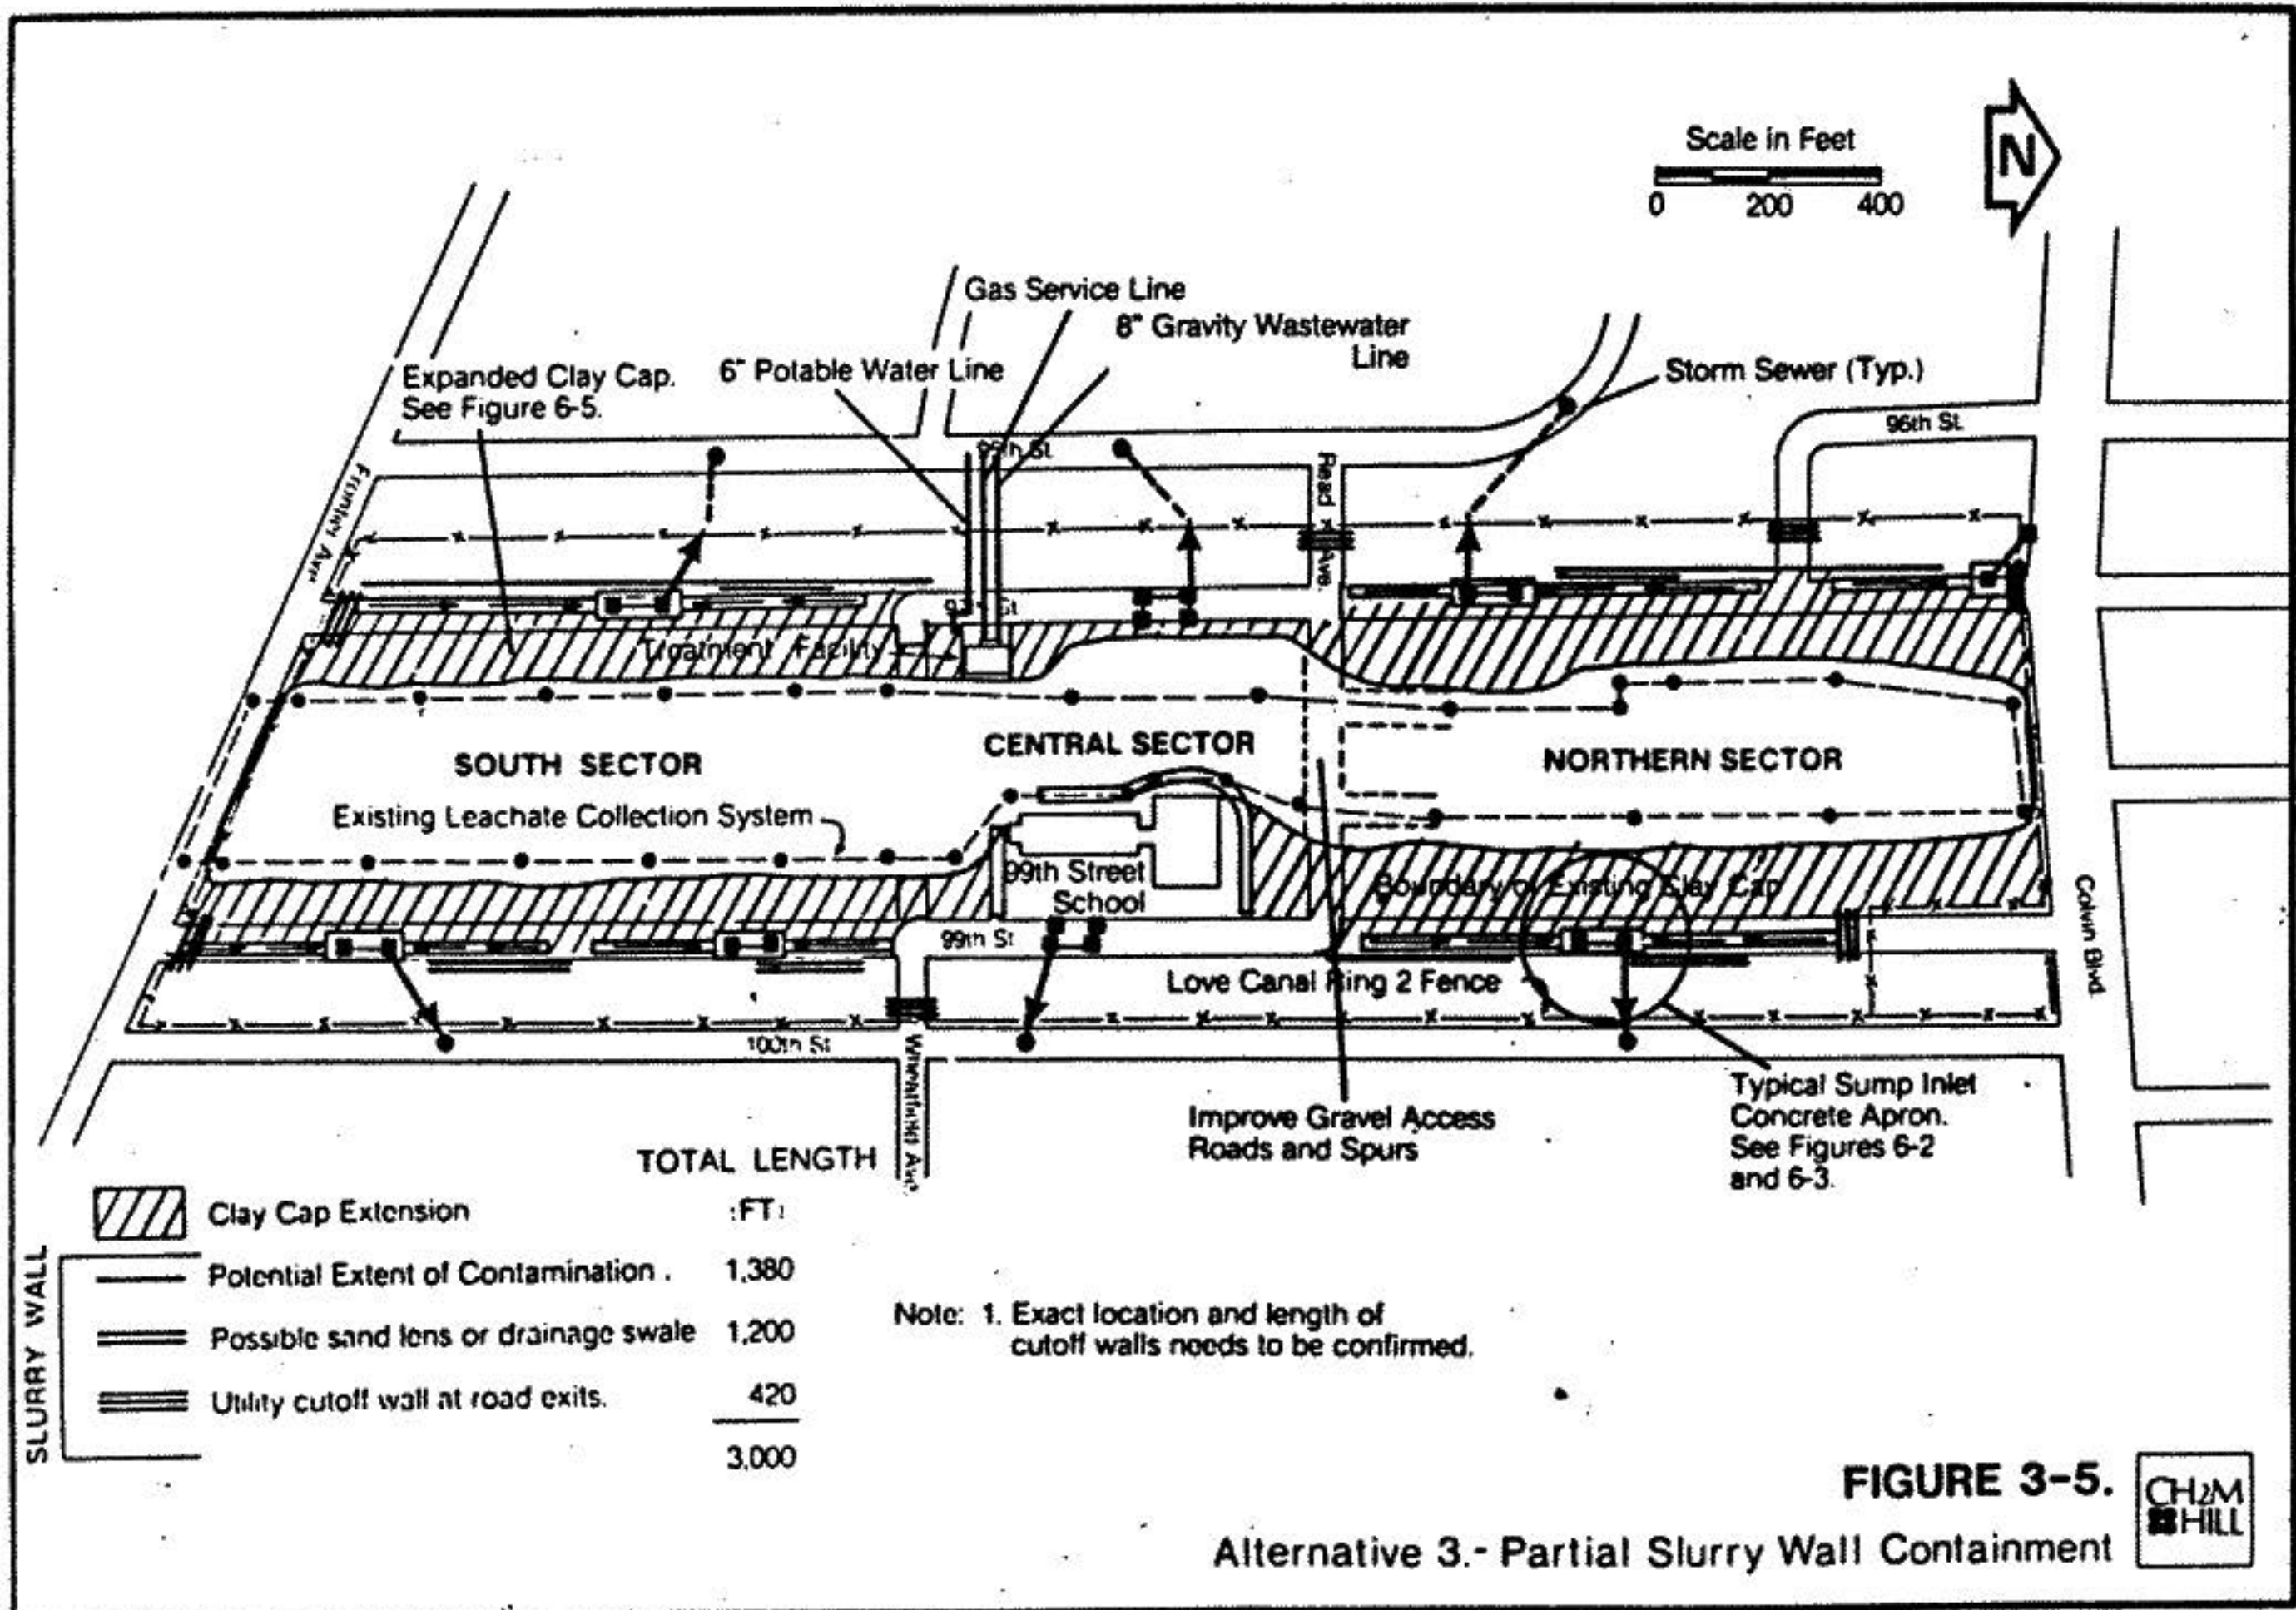 Scale in Feet
0 200 400
N
Gas Service Line
8" Gravity Wastewater
Line
Expanded Clay Cap.
See Figure 6-5.
6" Potable Water Line
Storm Sewer (Typ.)
96th St.
Frontier Ave.
Read Ave.
Treatment Facility
SOUTH SECTOR
CENTRAL SECTOR
NORTHERN SECTOR
Existing Leachate Collection System
99th Street
School
Boundary of Existing Clay Cap
Colvin Blvd.
99th St
Love Canal Ring 2 Fence
100th St
Improve Gravel Access
Roads and Spurs
Typical Sump Inlet
Concrete Apron.
See Figures 6-2
and 6-3.
TOTAL LENGTH
Clay Cap Extension (FT)
SLURRY WALL
Potential Extent of Contamination. 1,380
Possible sand lens or drainage swale 1,200
Utility cutoff wall at road exits. 420
3,000
Note: 1. Exact location and length of
cutoff walls needs to be confirmed.
FIGURE 3-5.
Alternative 3.- Partial Slurry Wall Containment
CH2M
HILL